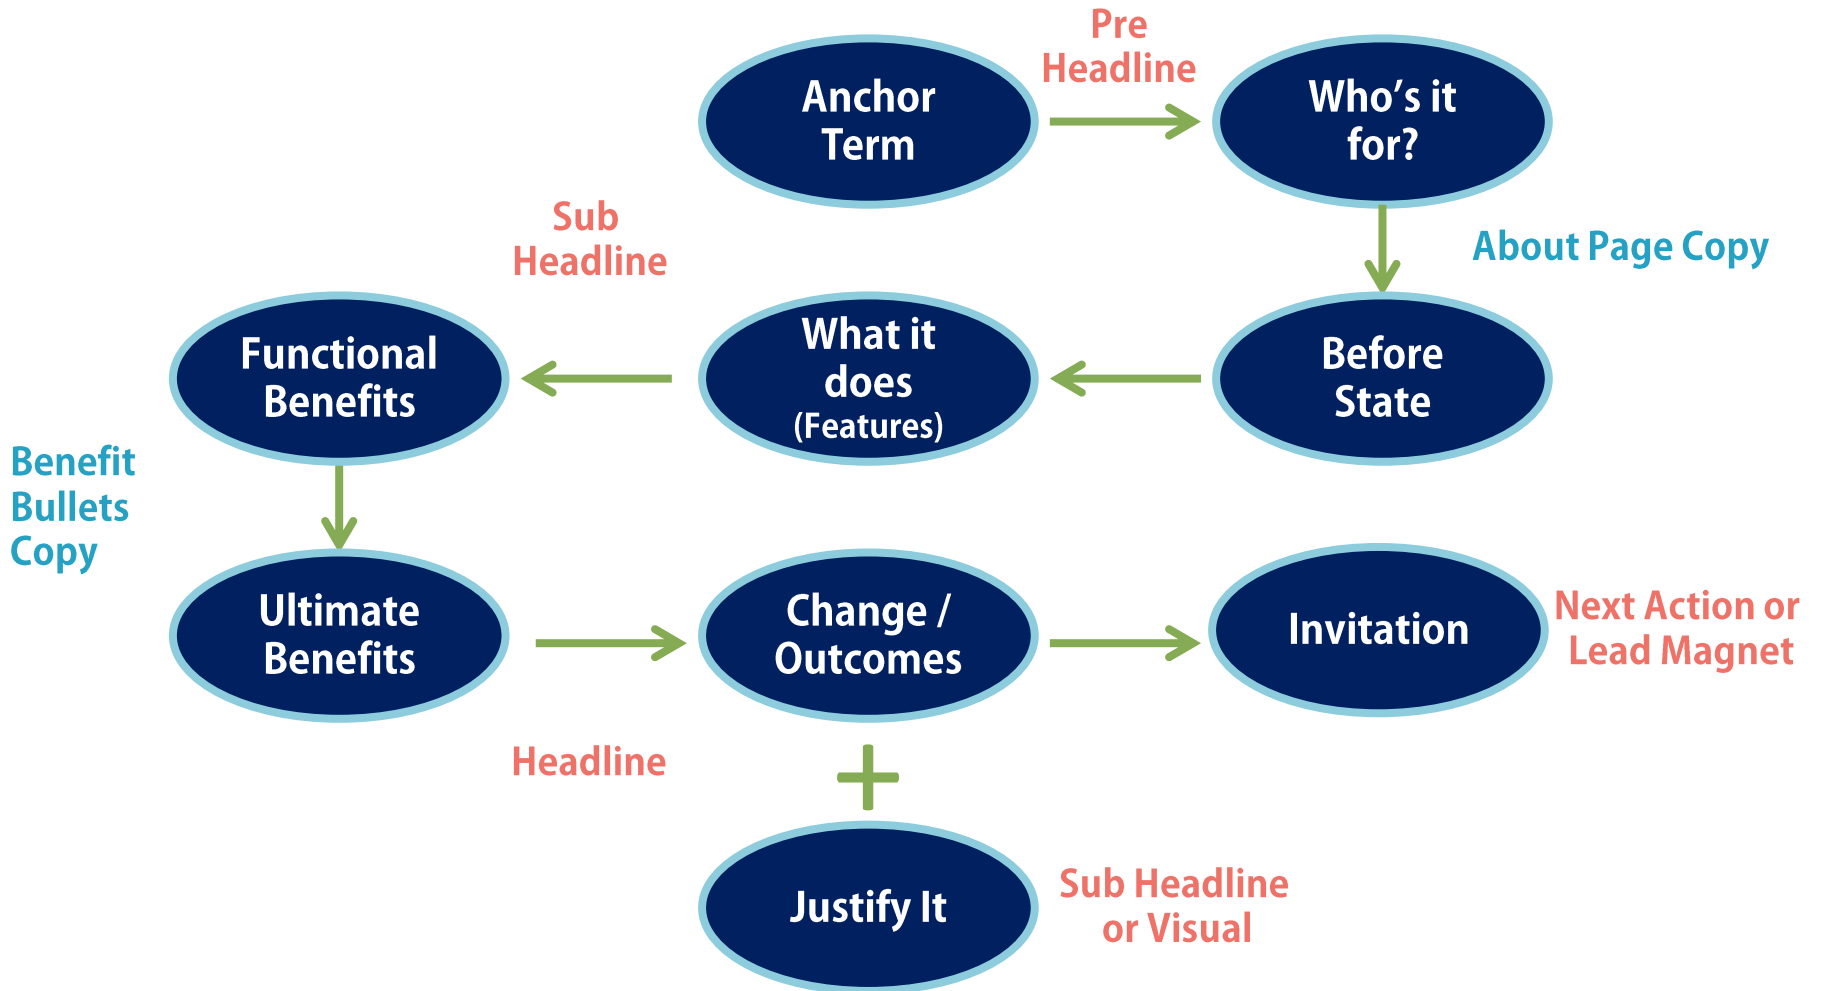 Pre
Headline
Anchor
Term
Who's it
for?
Sub
Headline
About Page Copy
Functional
Benefits
What it
does
(Features)
Before
State
Benefit
Bullets
Copy
Ultimate
Benefits
Change /
Outcomes
Invitation
Next Action or
Lead Magnet
Headline
Justify It
Sub Headline
or Visual